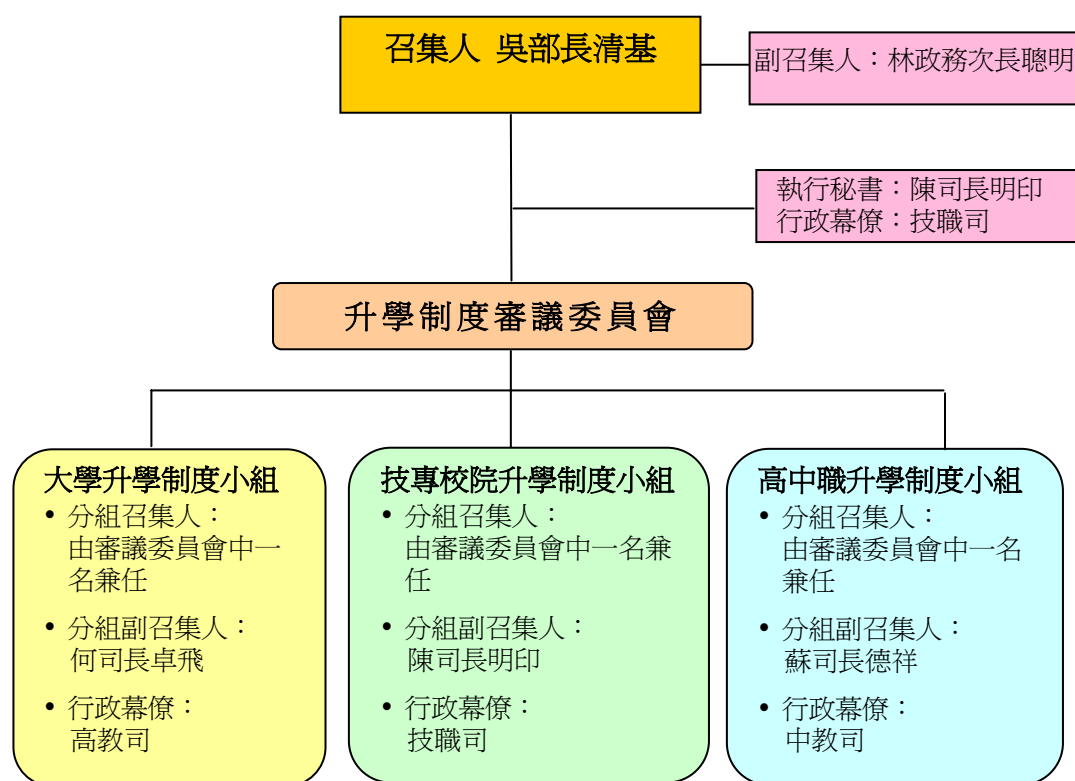 召集人 吳部長清基
副召集人：林政務次長聰明
執行秘書：陳司長明印
行政幕僚：技職司
升學制度審議委員會
大學升學制度小組
• 分組召集人：
由審議委員會中一
名兼任
• 分組副召集人：
何司長卓飛
• 行政幕僚：
高教司
技專校院升學制度小組
• 分組召集人：
由審議委員會中一名兼
任
• 分組副召集人：
陳司長明印
• 行政幕僚：
技職司
高中職升學制度小組
• 分組召集人：
由審議委員會中一名
兼任
• 分組副召集人：
蘇司長德祥
• 行政幕僚：
中教司